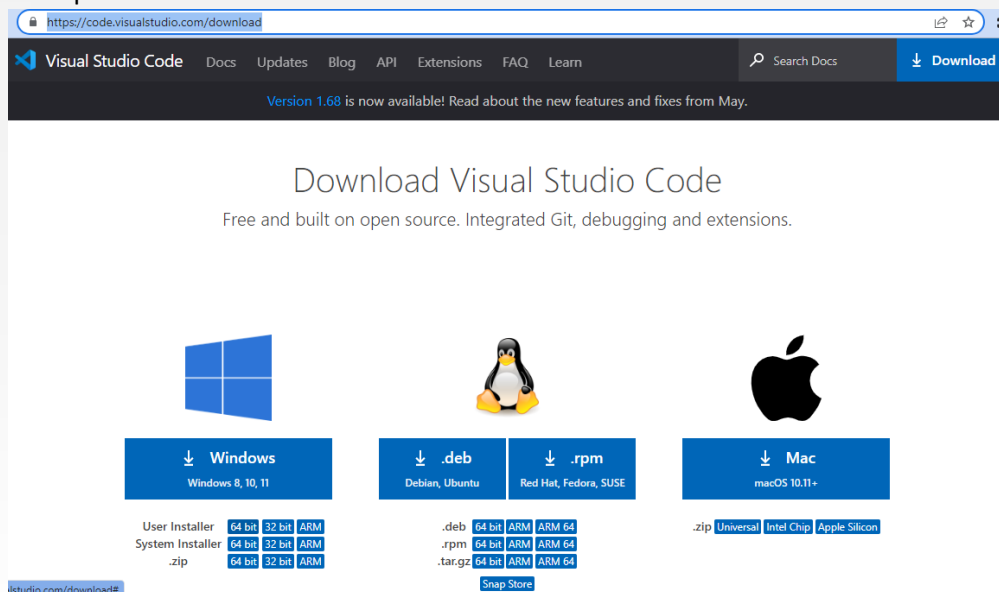 https://code.visualstudio.com/download
Visual Studio Code Docs Updates Blog API Extensions FAQ Learn Search Docs Download
Version 1.68 is now available! Read about the new features and fixes from May.
Download Visual Studio Code
Free and built on open source. Integrated Git, debugging and extensions.
Windows
Windows 8, 10, 11
.deb
Debian, Ubuntu
.rpm
Red Hat, Fedora, SUSE
Mac
macOS 10.11+
User Installer 64 bit 32 bit ARM
System Installer 64 bit 32 bit ARM
.zip 64 bit 32 bit ARM
.deb 64 bit ARM ARM 64
.rpm 64 bit ARM ARM 64
.tar.gz 64 bit ARM ARM 64
Snap Store
.zip Universal Intel Chip Apple Silicon